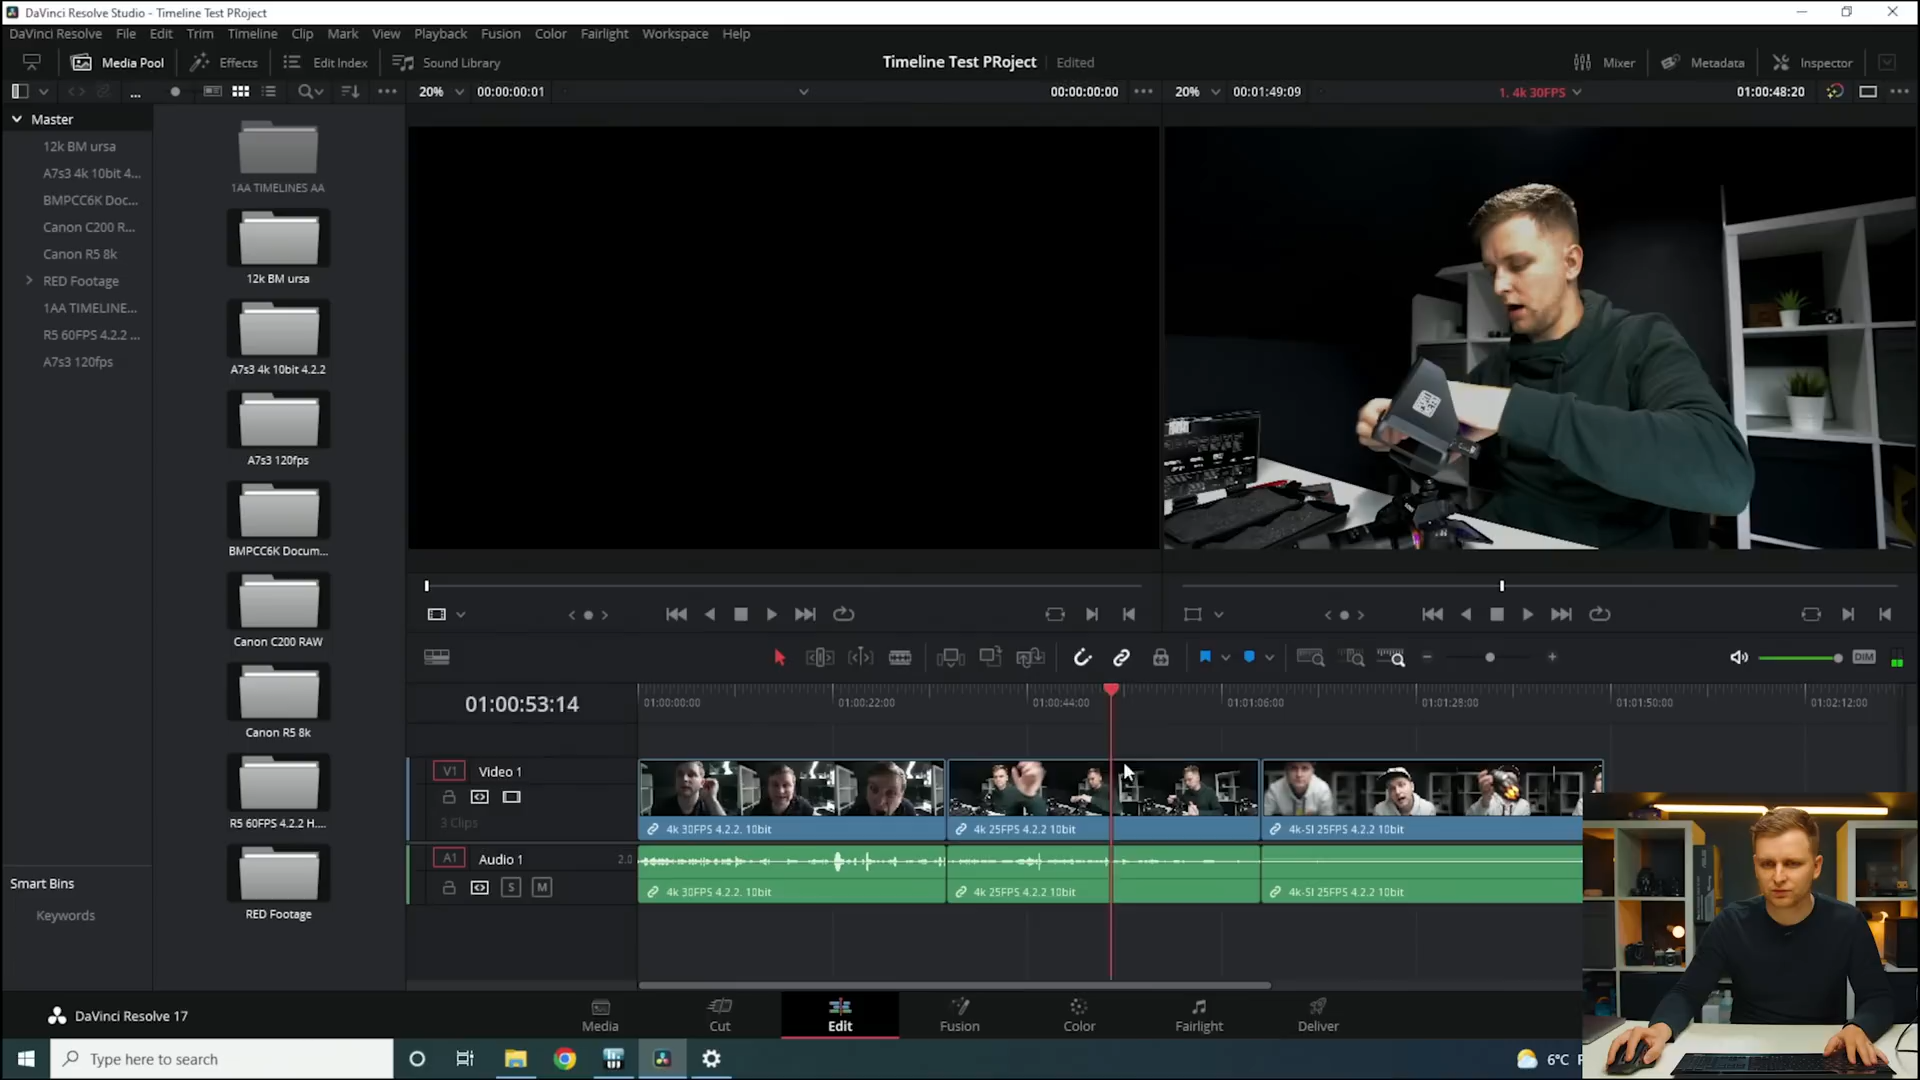 DaVinci Resolve Studio - Timeline Test PRoject
DaVinci Resolve File Edit Trim Timeline Clip Mark View Playback Fusion Color Fairlight Workspace Help
Media Pool Effects Edit Index Sound Library Timeline Test PRoject Edited Mixer Metadata Inspector
... 20% 00:00:00:01 00:00:00:00 20% 00:01:49:09 1. 4k 30FPS 01:00:48:20
Master
12k BM ursa
A7s3 4k 10bit 4...
BMPCC6K Doc...
Canon C200 R...
Canon R5 8k
RED Footage
1AA TIMELINE...
R5 60FPS 4.2.2 ...
A7s3 120fps
1AA TIMELINES AA
12k BM ursa
A7s3 4k 10bit 4.2.2
A7s3 120fps
BMPCC6K Docum...
Canon C200 RAW
Canon R5 8k
R5 60FPS 4.2.2 H....
RED Footage
Smart Bins
Keywords
DIM
01:00:53:14
01:00:00:00 01:00:22:00 01:00:44:00 01:01:06:00 01:01:28:00 01:01:50:00 01:02:12:00
V1 Video 1
3 Clips
4k 30FPS 4.2.2. 10bit 4k 25FPS 4.2.2 10bit 4k-SI 25FPS 4.2.2 10bit
A1 Audio 1 2.0
S M
4k 30FPS 4.2.2. 10bit 4k 25FPS 4.2.2 10bit 4k-SI 25FPS 4.2.2 10bit
DaVinci Resolve 17
Media Cut Edit Fusion Color Fairlight Deliver
Type here to search
6°C